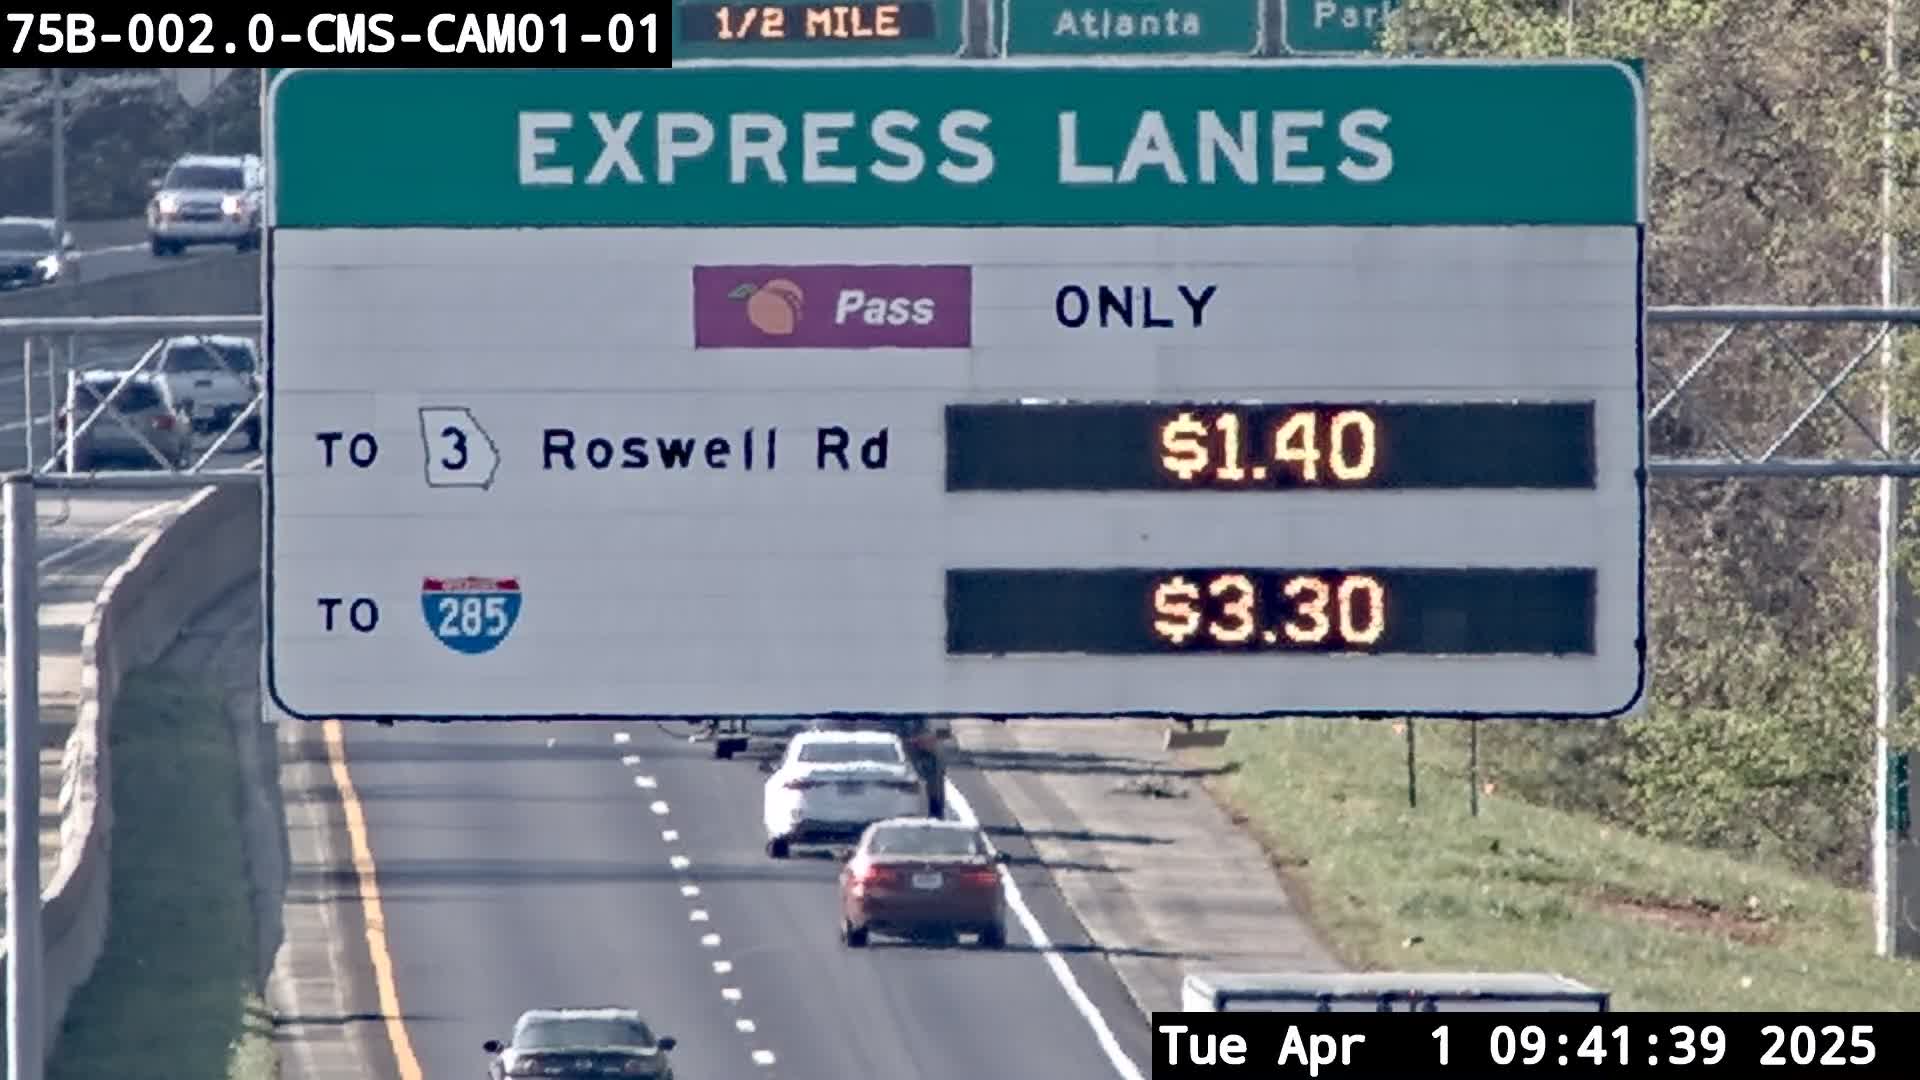 75B-002.0-CMS-CAM01-01
1/2 MILE
Atlanta
EXPRESS LANES
Pass ONLY
TO 3 Roswell Rd $1.40
TO 285 $3.30
Tue Apr 1 09:41:39 2025